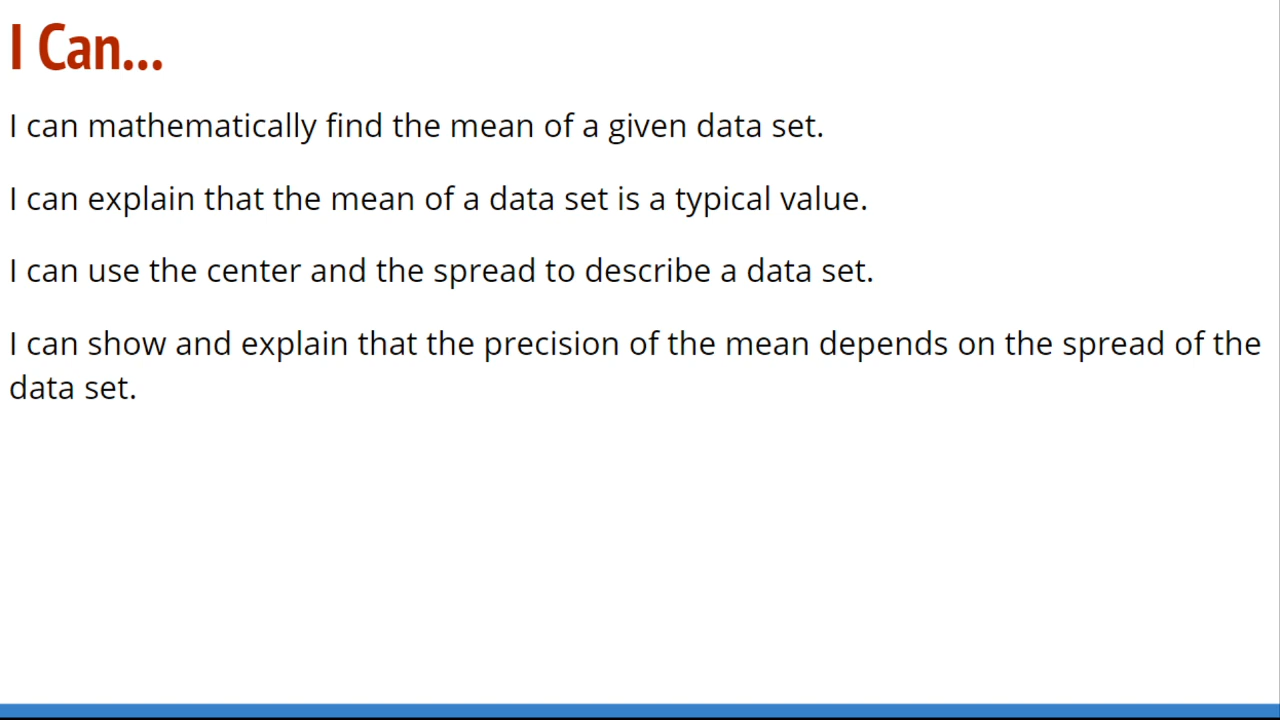 I Can...
I can mathematically find the mean of a given data set.
I can explain that the mean of a data set is a typical value.
I can use the center and the spread to describe a data set.
I can show and explain that the precision of the mean depends on the spread of the
data set.